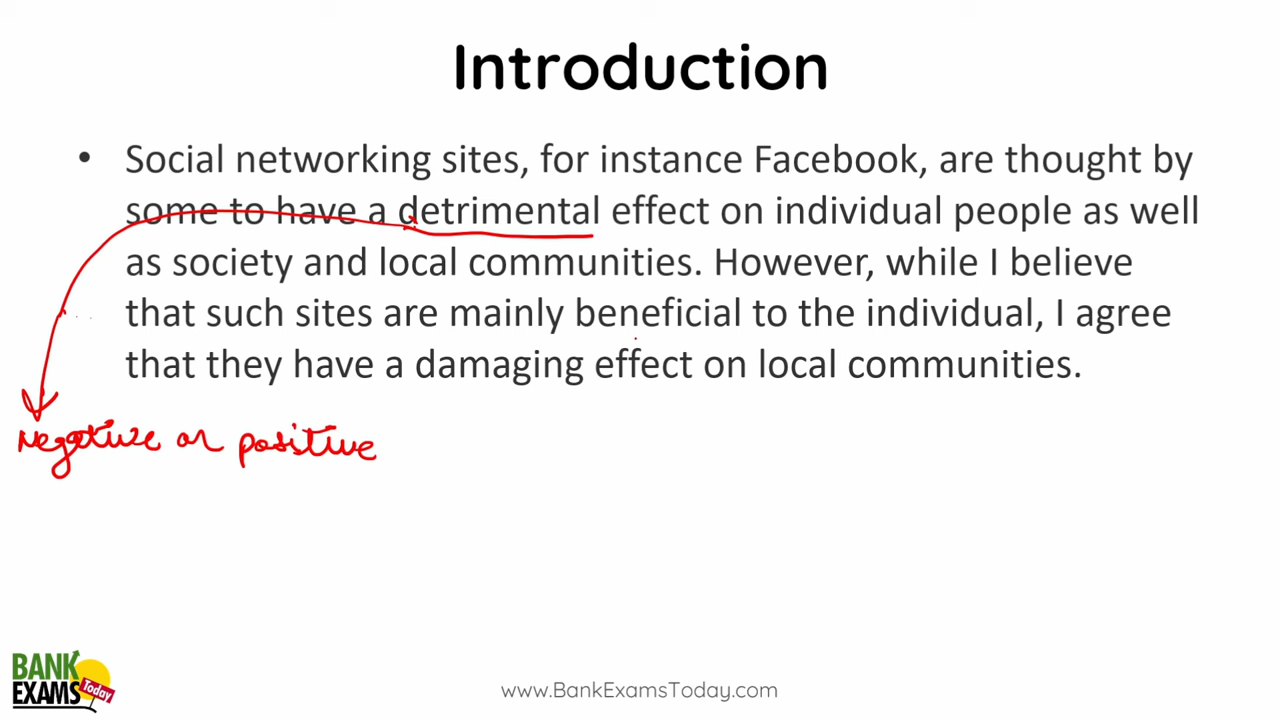 Introduction
• Social networking sites, for instance Facebook, are thought by
some to have a detrimental effect on individual people as well
as society and local communities. However, while I believe
that such sites are mainly beneficial to the individual, I agree
that they have a damaging effect on local communities.
Negative or positive
BANK
EXAMS Today
www.BankExamsToday.com